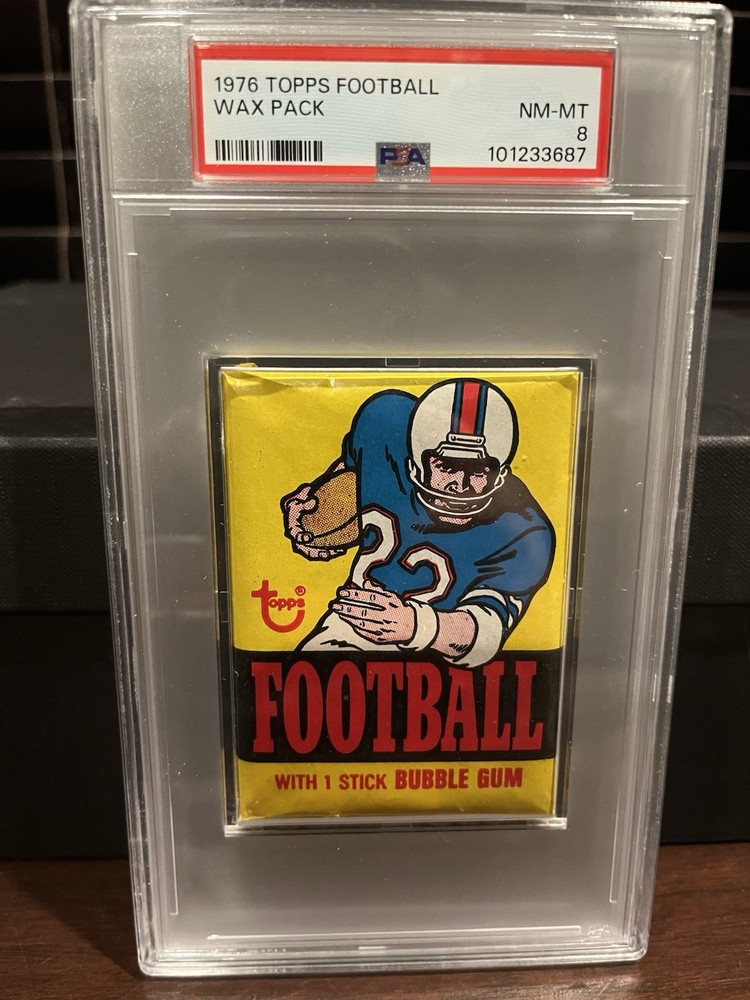 1976 TOPPS FOOTBALL
WAX PACK
NM-MT
8
PSA
101233687
22
topps®
FOOTBALL
WITH 1 STICK BUBBLE GUM